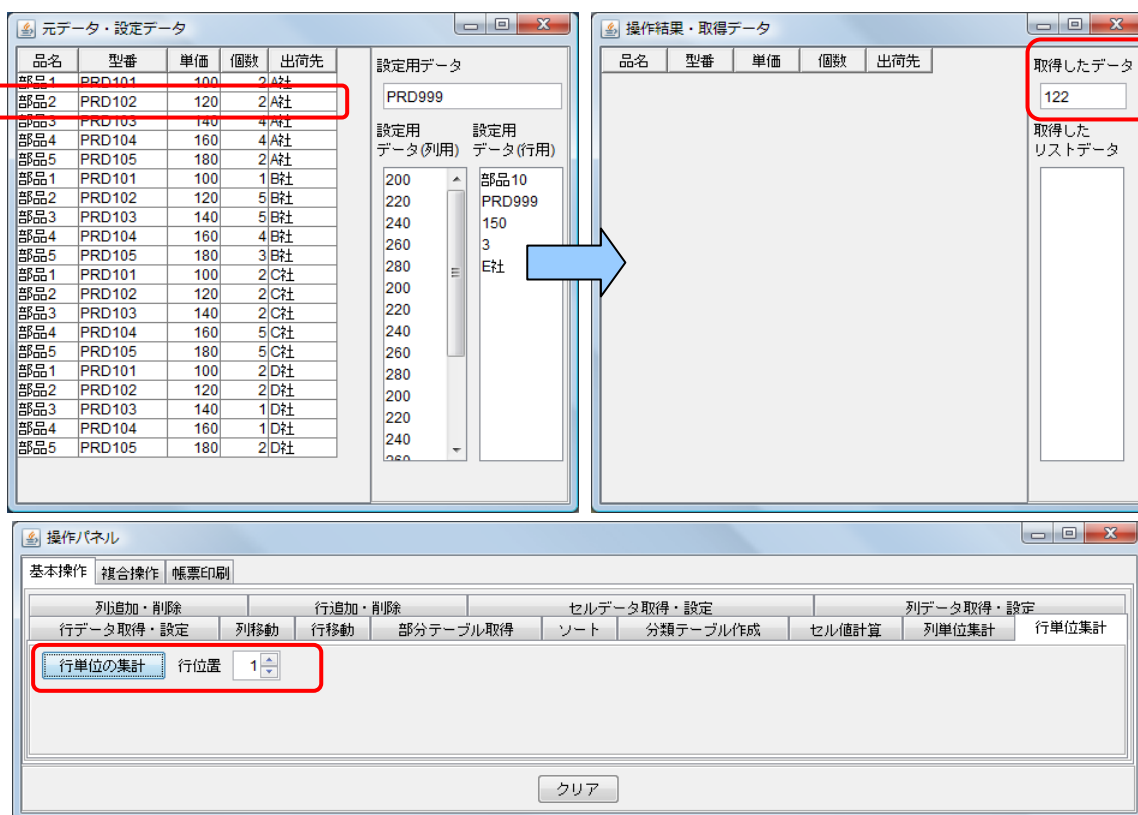 元データ・設定データ
品名 型番 単価 個数 出荷先
部品1 PRD101 100 2 A社
部品2 PRD102 120 2 A社
部品3 PRD103 140 4 A社
部品4 PRD104 160 4 A社
部品5 PRD105 180 2 A社
部品1 PRD101 100 1 B社
部品2 PRD102 120 5 B社
部品3 PRD103 140 5 B社
部品4 PRD104 160 4 B社
部品5 PRD105 180 3 B社
部品1 PRD101 100 2 C社
部品2 PRD102 120 2 C社
部品3 PRD103 140 2 C社
部品4 PRD104 160 5 C社
部品5 PRD105 180 5 C社
部品1 PRD101 100 2 D社
部品2 PRD102 120 2 D社
部品3 PRD103 140 1 D社
部品4 PRD104 160 1 D社
部品5 PRD105 180 2 D社
設定用データ
PRD999
設定用
データ(列用)
200
220
240
260
280
200
220
240
260
280
200
220
240
260
設定用
データ(行用)
部品10
PRD999
150
3
E社
操作結果・取得データ
品名 型番 単価 個数 出荷先
取得したデータ
122
取得した
リストデータ
操作パネル
基本操作 複合操作 帳票印刷
列追加・削除 行追加・削除 セルデータ取得・設定 列データ取得・設定
行データ取得・設定 列移動 行移動 部分テーブル取得 ソート 分類テーブル作成 セル値計算 列単位集計 行単位集計
行単位の集計 行位置 1
クリア